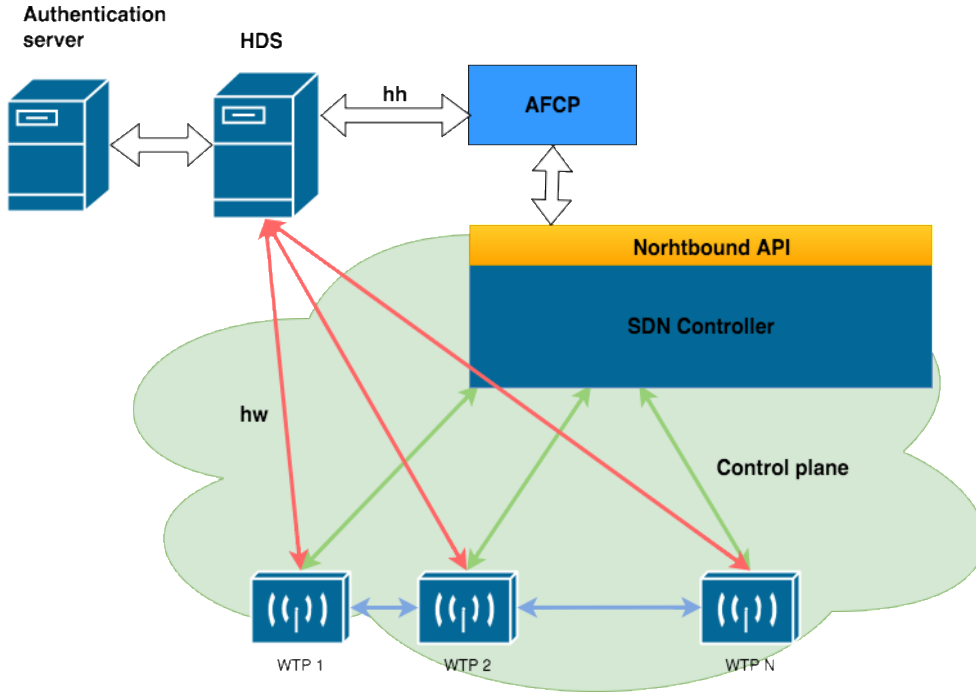 Authentication
server
HDS
hh
AFCP
Norhtbound API
SDN Controller
hw
Control plane
WTP 1
WTP 2
WTP N